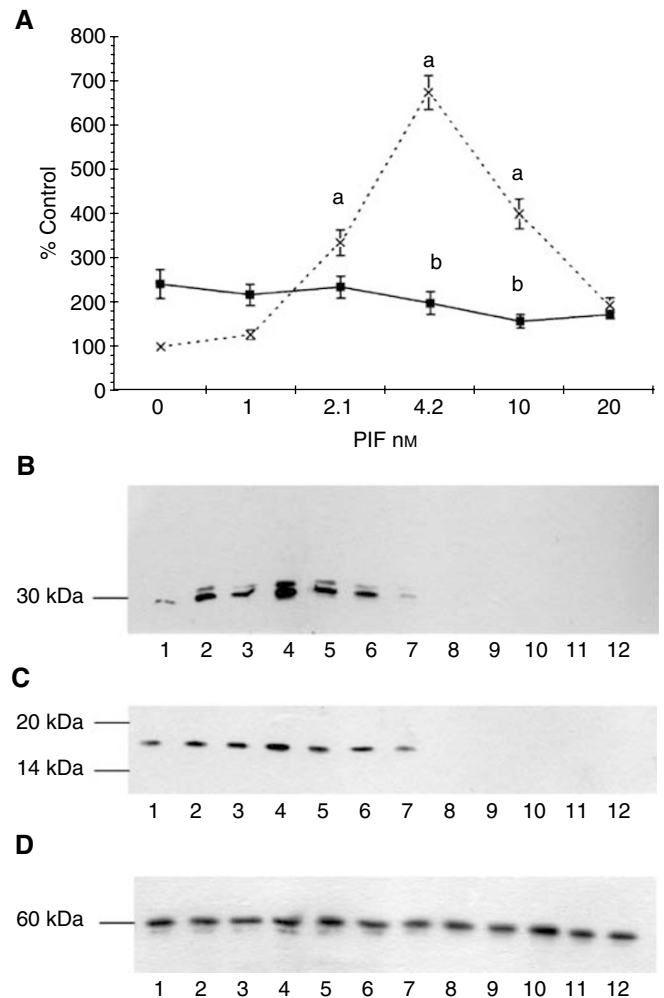 A
800
700
600
500
400
300
200
100
0
% Control
a
a
a
b
b
0 1 2.1 4.2 10 20
PIF nM
B
30 kDa
1 2 3 4 5 6 7 8 9 10 11 12
C
20 kDa
14 kDa
1 2 3 4 5 6 7 8 9 10 11 12
D
60 kDa
1 2 3 4 5 6 7 8 9 10 11 12